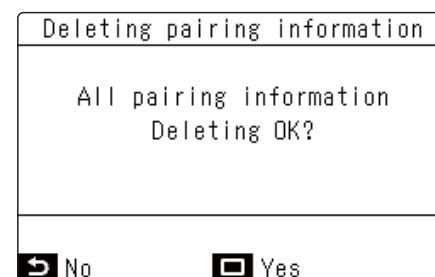 Deleting pairing information
All pairing information
Deleting OK?
No Yes